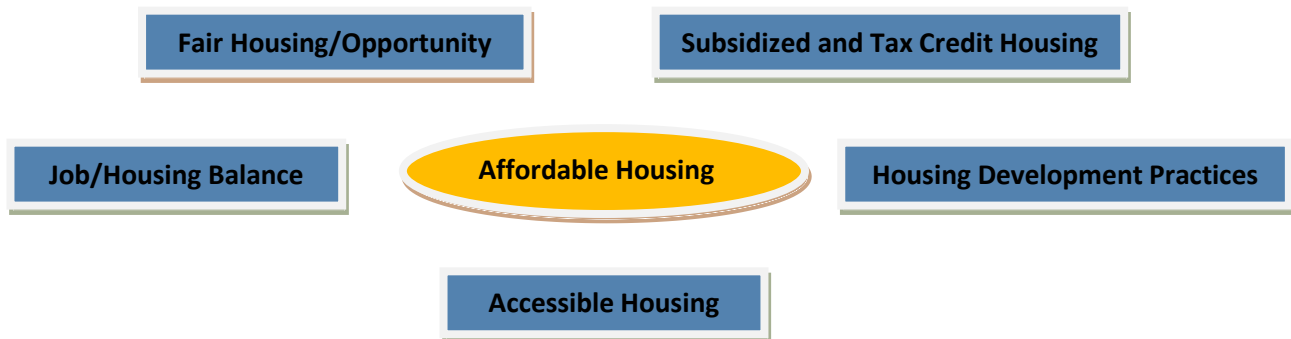 Fair Housing/Opportunity
Subsidized and Tax Credit Housing
Job/Housing Balance
Affordable Housing
Housing Development Practices
Accessible Housing